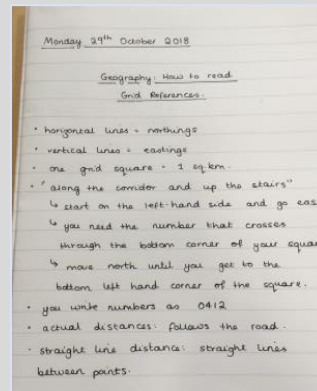 Monday 29th October 2018
Geography: How to read
Grid References.
• horizontal lines = northings
• vertical lines = eastings
• one grid square = 1 sq km.
• "along the corridor and up the stairs"
↳ start on the left-hand side and go eas
↳ you need the number that crosses
through the bottom corner of your squar
↳ move north until you get to the
bottom left hand corner of the square.
• you write numbers as 0412
• actual distances: follows the road.
• straight line distance: straight lines
between points.